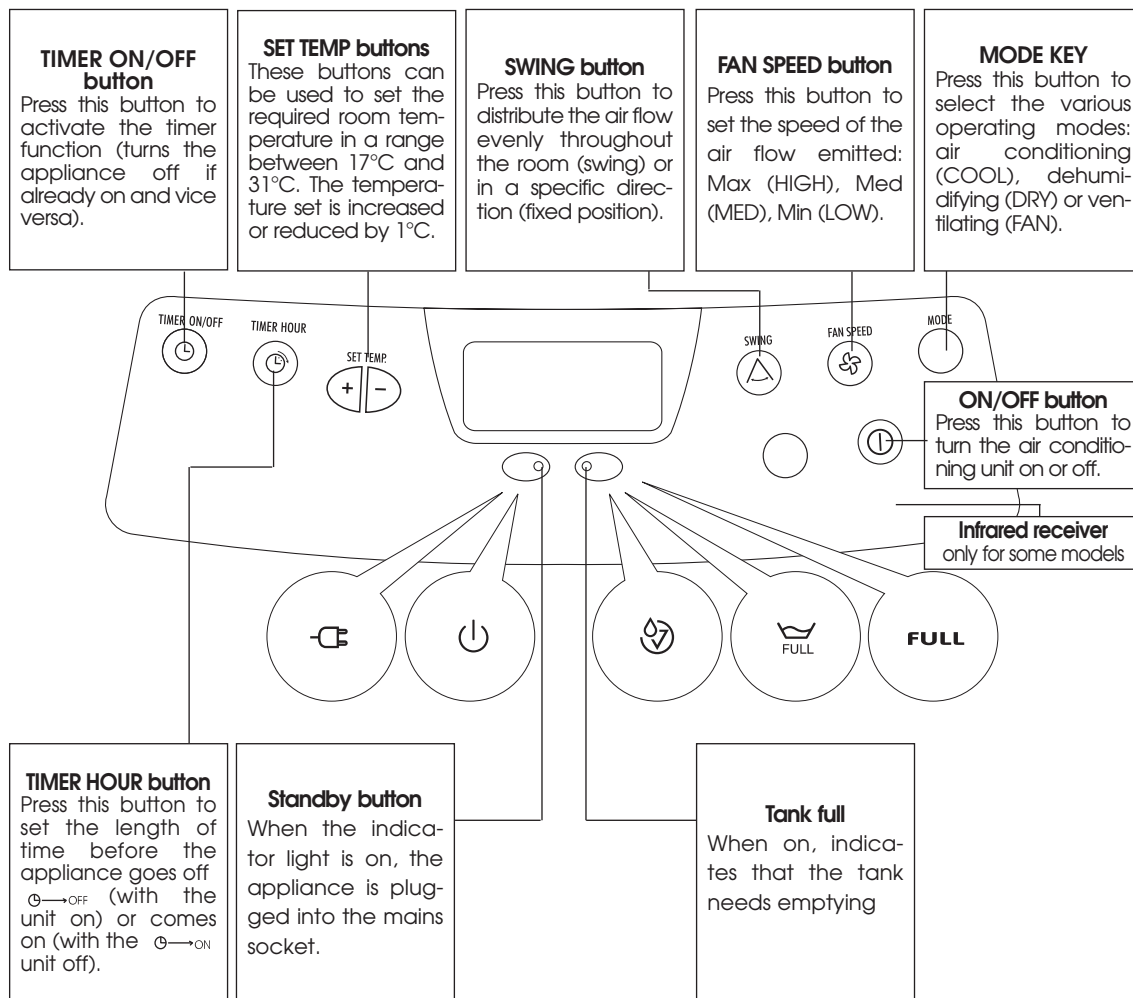 TIMER ON/OFF
button
Press this button to
activate the timer
function (turns the
appliance off if
already on and vice
versa).
SET TEMP buttons
These buttons can
be used to set the
required room tem-
perature in a range
between 17°C and
31°C. The tempera-
ture set is increased
or reduced by 1°C.
SWING button
Press this button to
distribute the air flow
evenly throughout
the room (swing) or
in a specific direc-
tion (fixed position).
FAN SPEED button
Press this button to
set the speed of the
air flow emitted:
Max (HIGH), Med
(MED), Min (LOW).
MODE KEY
Press this button to
select the various
operating modes:
air conditioning
(COOL), dehumi-
difying (DRY) or ven-
tilating (FAN).
TIMER ON/OFF
TIMER HOUR
SET TEMP.
SWING
FAN SPEED
MODE
ON/OFF button
Press this button to
turn the air conditio-
ning unit on or off.
Infrared receiver
only for some models
FULL
FULL
TIMER HOUR button
Press this button to
set the length of
time before the
appliance goes off
→OFF (with the
unit on) or comes
on (with the →ON
unit off).
Standby button
When the indica-
tor light is on, the
appliance is plug-
ged into the mains
socket.
Tank full
When on, indica-
tes that the tank
needs emptying